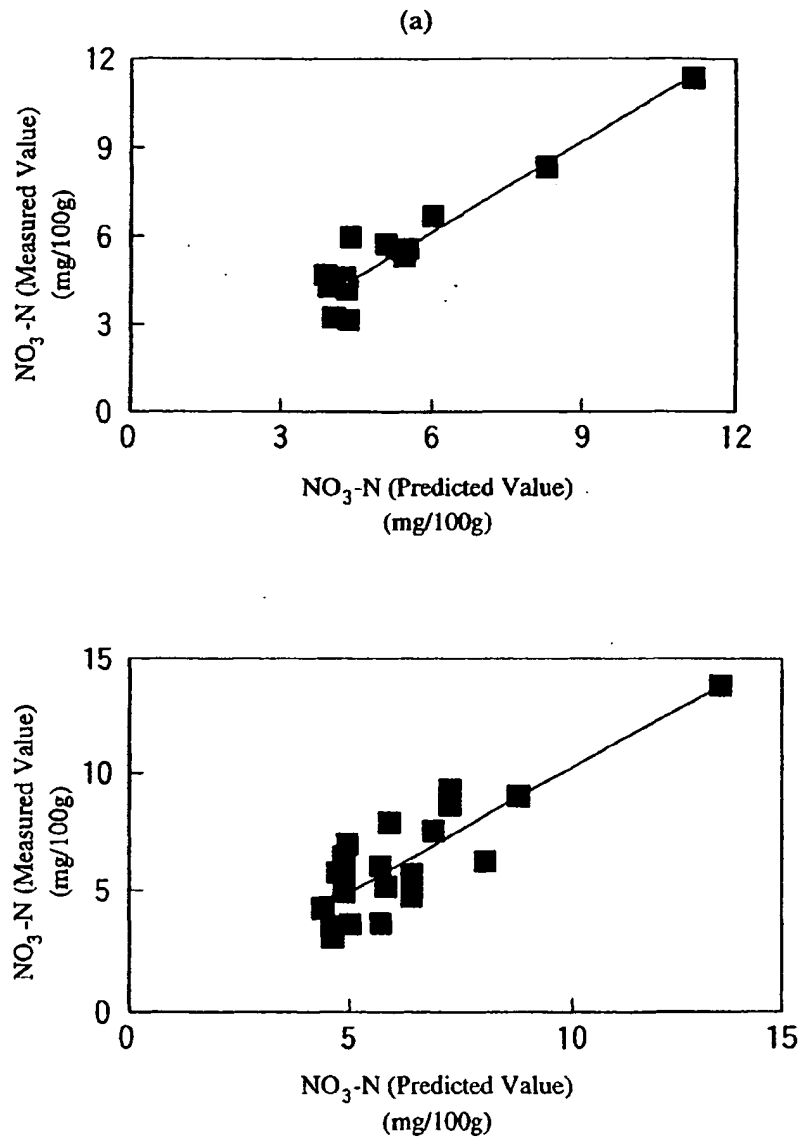 (a)
12
9
6
3
0
NO₃-N (Measured Value)
(mg/100g)
0 3 6 9 12
NO₃-N (Predicted Value)
(mg/100g)
15
10
5
0
NO₃-N (Measured Value)
(mg/100g)
0 5 10 15
NO₃-N (Predicted Value)
(mg/100g)